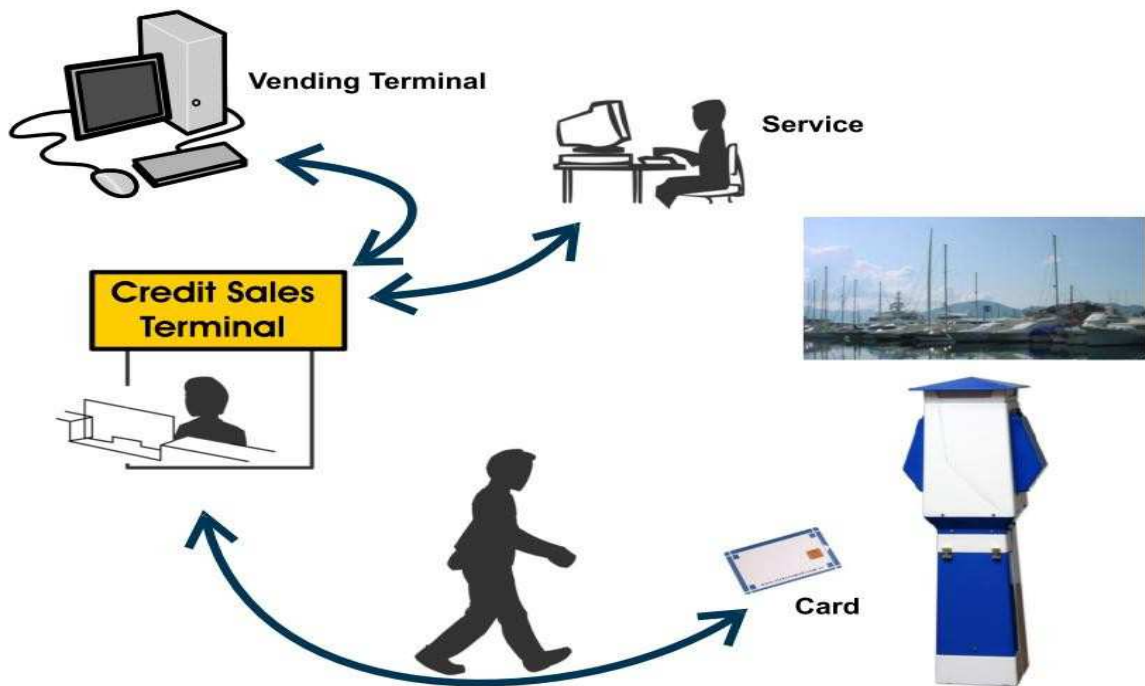 Vending Terminal
Service
Credit Sales
Terminal
Card